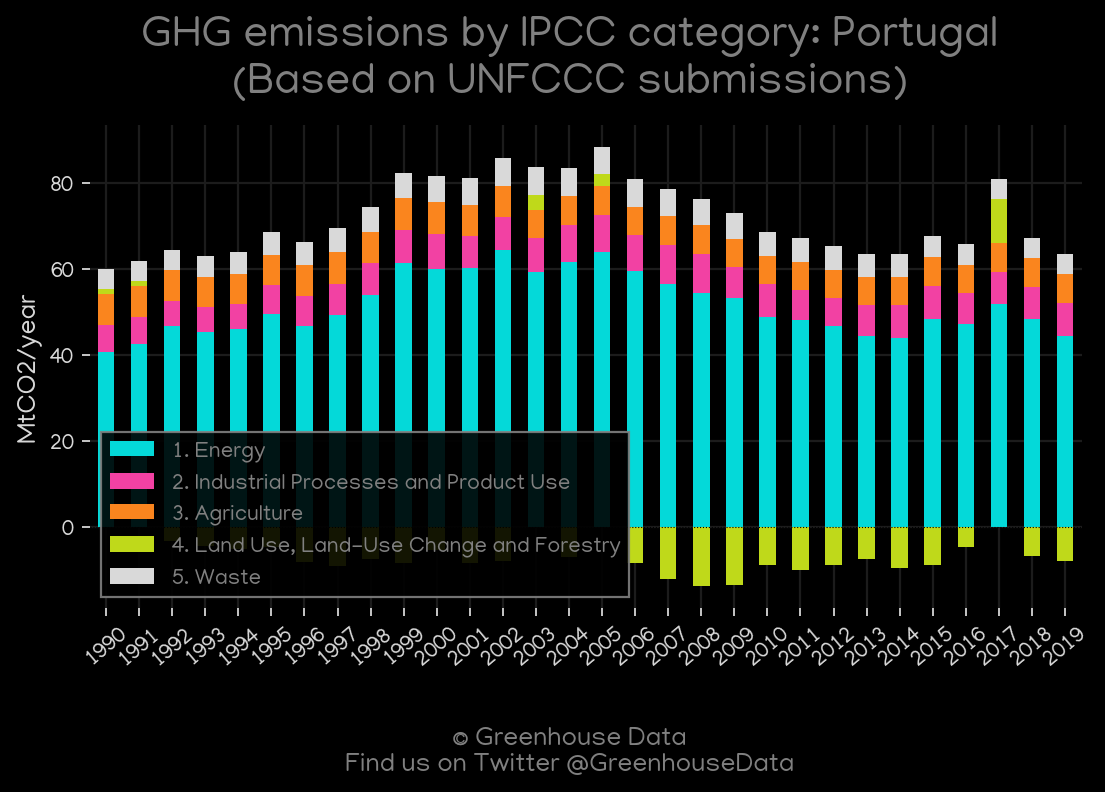 GHG emissions by IPCC category: Portugal
(Based on UNFCCC submissions)
MtCO2/year
80
60
40
20
0
1. Energy
2. Industrial Processes and Product Use
3. Agriculture
4. Land Use, Land-Use Change and Forestry
5. Waste
1990 1991 1992 1993 1994 1995 1996 1997 1998 1999 2000 2001 2002 2003 2004 2005 2006 2007 2008 2009 2010 2011 2012 2013 2014 2015 2016 2017 2018 2019
© Greenhouse Data
Find us on Twitter @GreenhouseData